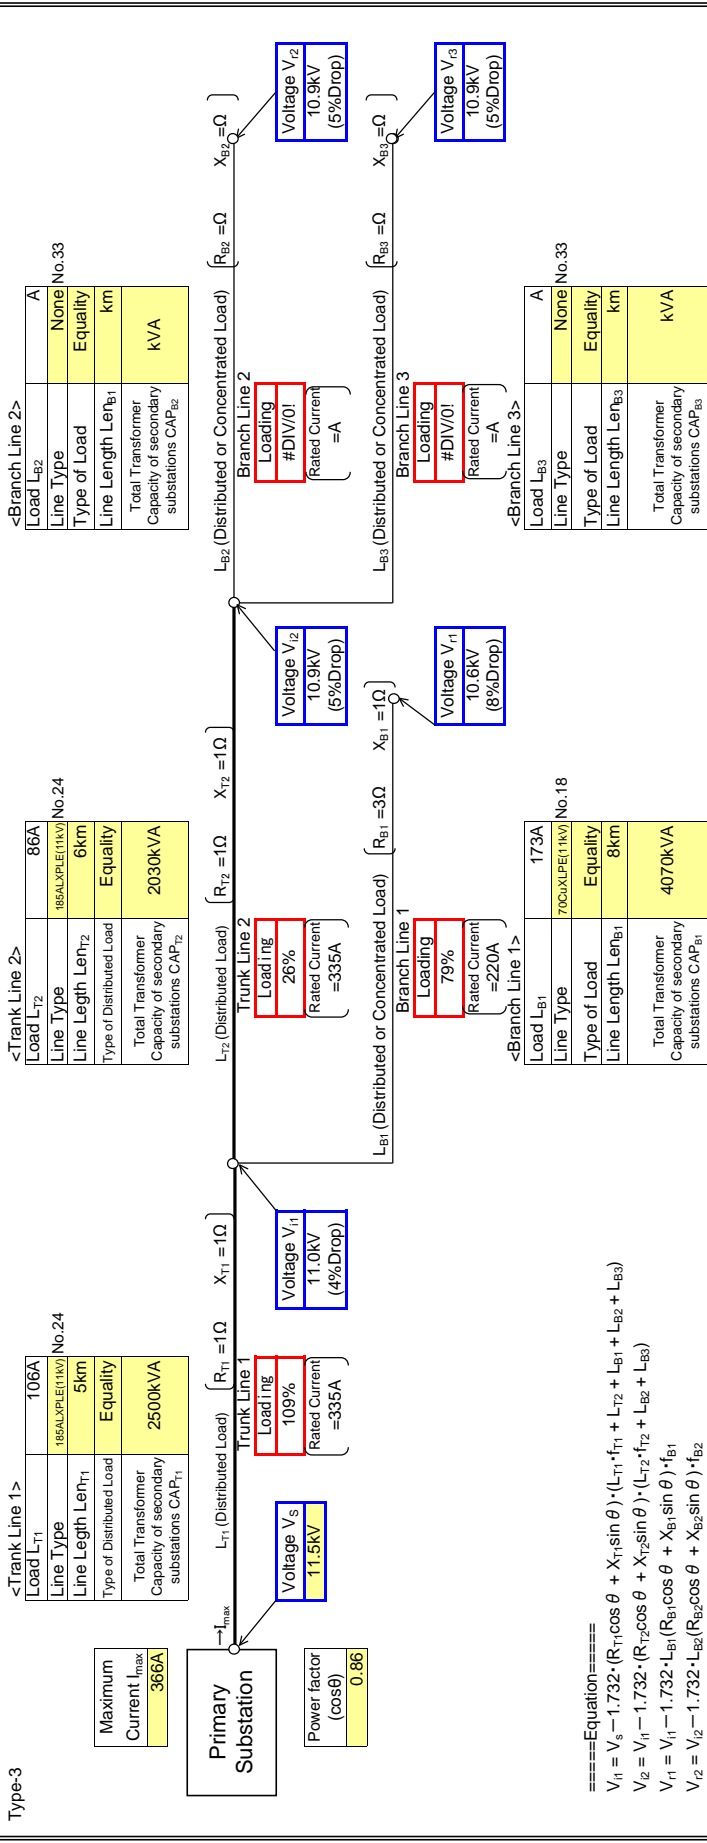 Type-3
Maximum
Current Imax
366A
Primary
Substation
Power factor
(cosθ)
0.86
→Imax
Voltage VS
11.5kV
<Trank Line 1>
Load LT1 106A
Line Type 185ALXPLE(11kV) No.24
Line Legth LenT1 5km
Type of Distributed Load Equality
Total Transformer
Capacity of secondary
substations CAPT1
2500kVA
LT1 (Distributed Load) (RT1 =1Ω XT1 =1Ω)
Trunk Line 1
Loading
109%
(Rated Current
=335A)
Voltage Vi1
11.0kV
(4%Drop)
<Trank Line 2>
Load LT2 86A
Line Type 185ALXPLE(11kV) No.24
Line Legth LenT2 6km
Type of Distributed Load Equality
Total Transformer
Capacity of secondary
substations CAPT2
2030kVA
LT2 (Distributed Load) (RT2 =1Ω XT2 =1Ω)
Trunk Line 2
Loading
26%
(Rated Current
=335A)
Voltage Vi2
10.9kV
(5%Drop)
LB1 (Distributed or Concentrated Load) (RB1 =3Ω XB1 =1Ω)
Branch Line 1
Loading
79%
(Rated Current
=220A)
Voltage Vr1
10.6kV
(8%Drop)
<Branch Line 1>
Load LB1 173A
Line Type 70CuXLPE(11kV) No.18
Type of Load Equality
Line Length LenB1 8km
Total Transformer
Capacity of secondary
substations CAPB1
4070kVA
<Branch Line 2>
Load LB2 A
Line Type None No.33
Type of Load Equality
Line Length LenB1 km
Total Transformer
Capacity of secondary
substations CAPB2
kVA
LB2 (Distributed or Concentrated Load) (RB2 =Ω XB2 =Ω)
Branch Line 2
Loading
#DIV/0!
(Rated Current
=A)
Voltage Vr2
10.9kV
(5%Drop)
LB3 (Distributed or Concentrated Load) (RB3 =Ω XB3 =Ω)
Branch Line 3
Loading
#DIV/0!
(Rated Current
=A)
Voltage Vr3
10.9kV
(5%Drop)
<Branch Line 3>
Load LB3 A
Line Type None No.33
Type of Load Equality
Line Length LenB3 km
Total Transformer
Capacity of secondary
substations CAPB3
kVA
=====Equation=====
Vi1 = Vs−1.732・(RT1cos θ + XT1sin θ)・(LT1・fT1 + LT2 + LB1 + LB2 + LB3)
Vi2 = Vi1−1.732・(RT2cos θ + XT2sin θ)・(LT2・fT2 + LB2 + LB3)
Vr1 = Vi1−1.732・LB1(RB1cos θ + XB1sin θ)・fB1
Vr2 = Vi2−1.732・LB2(RB2cos θ + XB2sin θ)・fB2